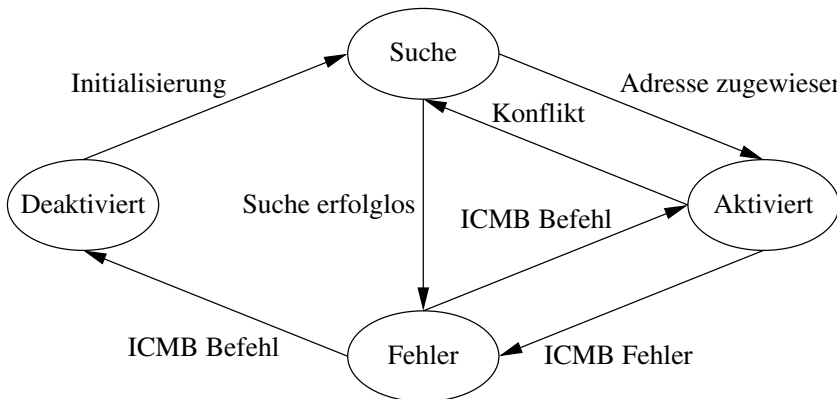 Suche
Initialisierung
Adresse zugewiesen
Konflikt
Deaktiviert
Suche erfolglos
ICMB Befehl
Aktiviert
ICMB Befehl
Fehler
ICMB Fehler